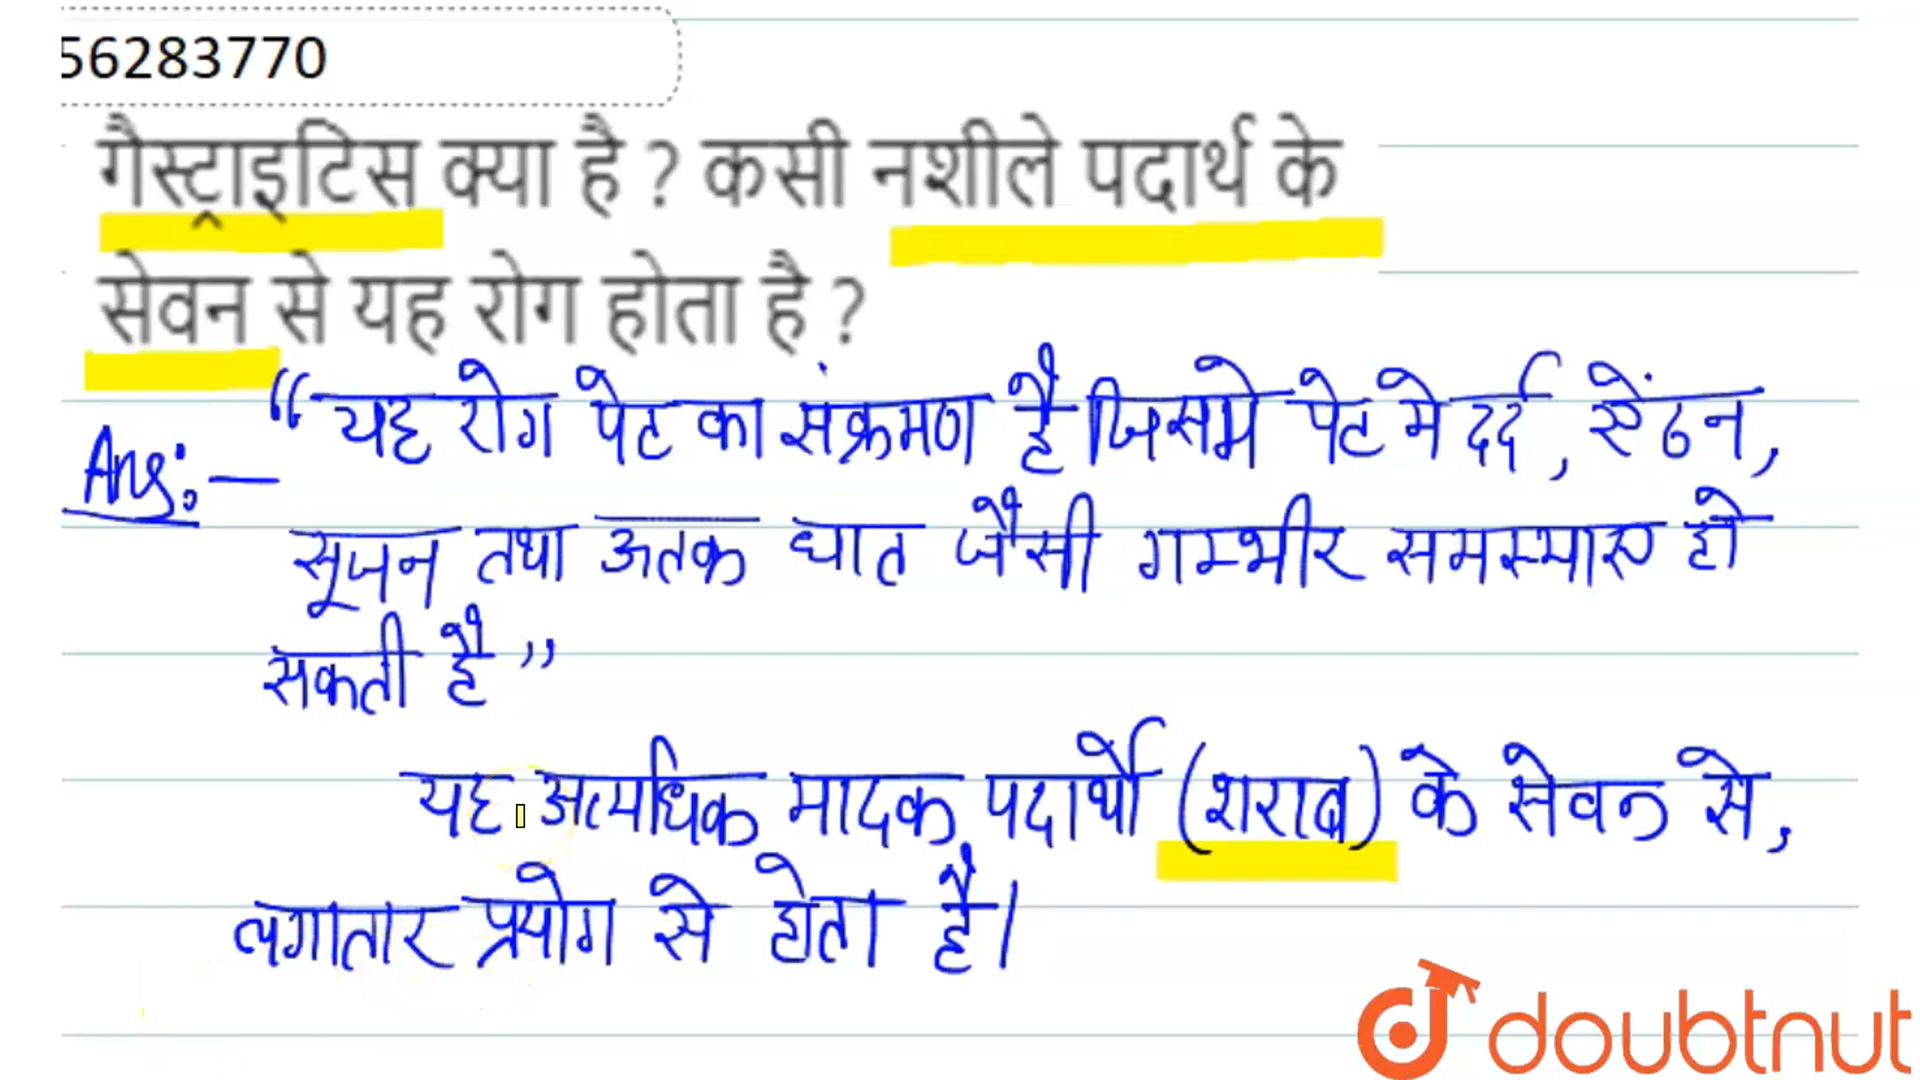 56283770
गैस्ट्राइटिस क्या है ? कसी नशीले पदार्थ के
सेवन से यह रोग होता है ?
Ans:— "यह रोग पेट का संक्रमण है जिसमे पेट मे दर्द, ऐंठन,
सूजन तथा अतक घात जैसी गम्भीर समस्याए हो
सकती है"
यह अत्यधिक मादक पदार्थो (शराब) के सेवन से,
लगातार प्रयोग से होता है।
doubtnut